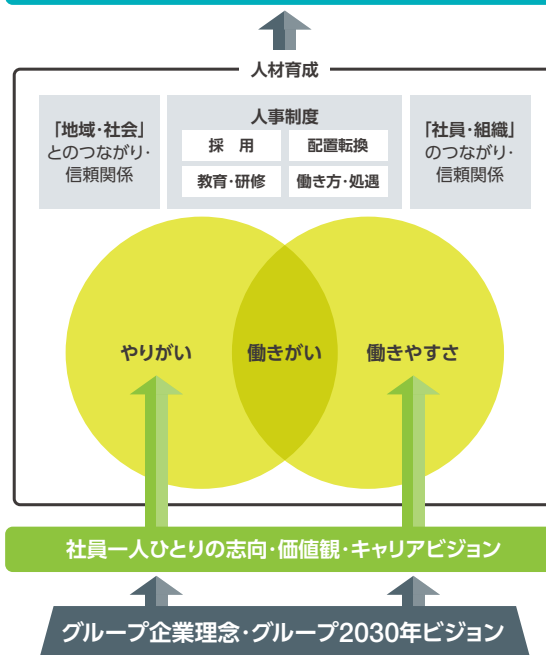 人材育成
「地域・社会」
とのつながり・
信頼関係
人事制度
採　用
配置転換
教育・研修
働き方・処遇
「社員・組織」
のつながり・
信頼関係
やりがい
働きがい
働きやすさ
社員一人ひとりの志向・価値観・キャリアビジョン
グループ企業理念・グループ2030年ビジョン